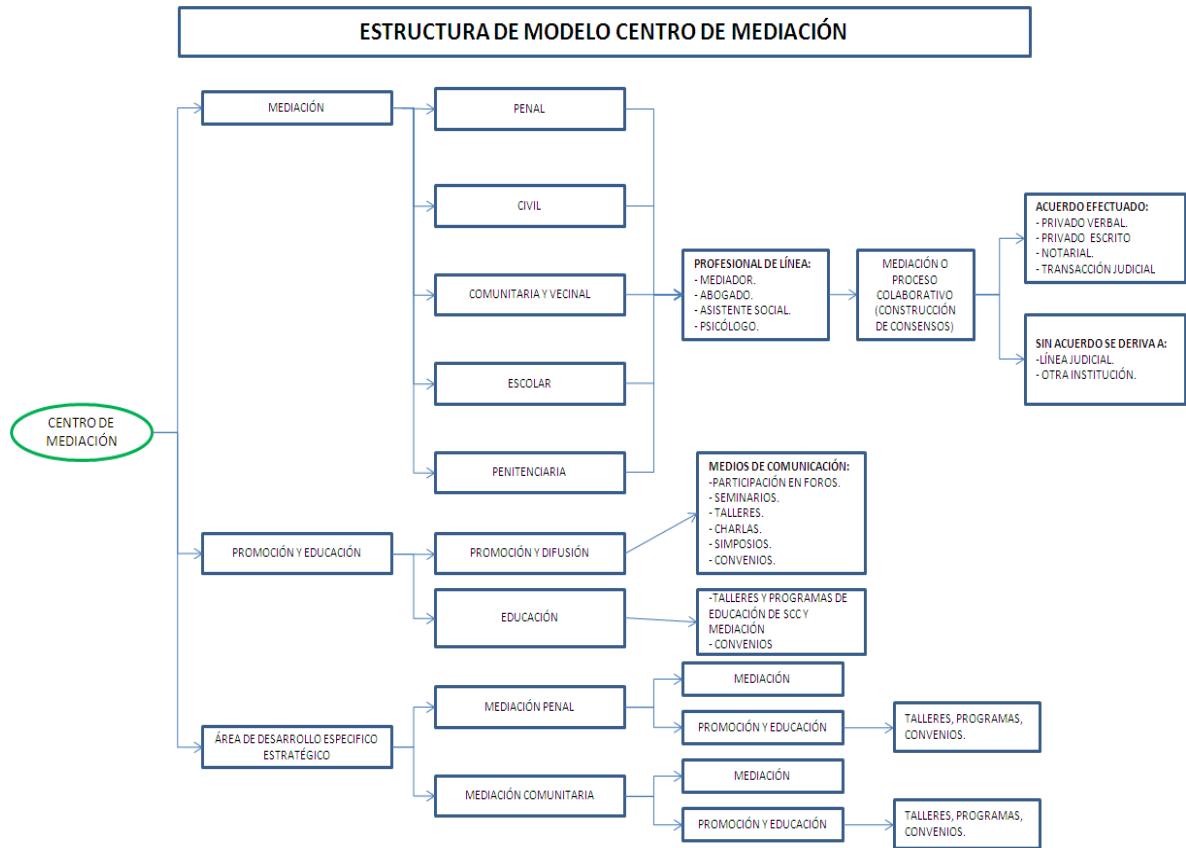 ESTRUCTURA DE MODELO CENTRO DE MEDIACIÓN
CENTRO DE
MEDIACIÓN
MEDIACIÓN
PENAL
CIVIL
COMUNITARIA Y VECINAL
ESCOLAR
PENITENCIARIA
PROFESIONAL DE LÍNEA:
- MEDIADOR.
- ABOGADO.
- ASISTENTE SOCIAL.
- PSICÓLOGO.
MEDIACIÓN O
PROCESO
COLABORATIVO
(CONSTRUCCIÓN
DE CONSENSOS)
ACUERDO EFECTUADO:
- PRIVADO VERBAL.
- PRIVADO ESCRITO
- NOTARIAL.
- TRANSACCIÓN JUDICIAL
SIN ACUERDO SE DERIVA A:
-LÍNEA JUDICIAL.
- OTRA INSTITUCIÓN.
PROMOCIÓN Y EDUCACIÓN
PROMOCIÓN Y DIFUSIÓN
MEDIOS DE COMUNICACIÓN:
-PARTICIPACIÓN EN FOROS.
- SEMINARIOS.
- TALLERES.
- CHARLAS.
- SIMPOSIOS.
- CONVENIOS.
EDUCACIÓN
-TALLERES Y PROGRAMAS DE
EDUCACIÓN DE SCC Y
MEDIACIÓN
- CONVENIOS
ÁREA DE DESARROLLO ESPECIFICO
ESTRATÉGICO
MEDIACIÓN PENAL
MEDIACIÓN
PROMOCIÓN Y EDUCACIÓN
TALLERES, PROGRAMAS,
CONVENIOS.
MEDIACIÓN COMUNITARIA
MEDIACIÓN
PROMOCIÓN Y EDUCACIÓN
TALLERES, PROGRAMAS,
CONVENIOS.